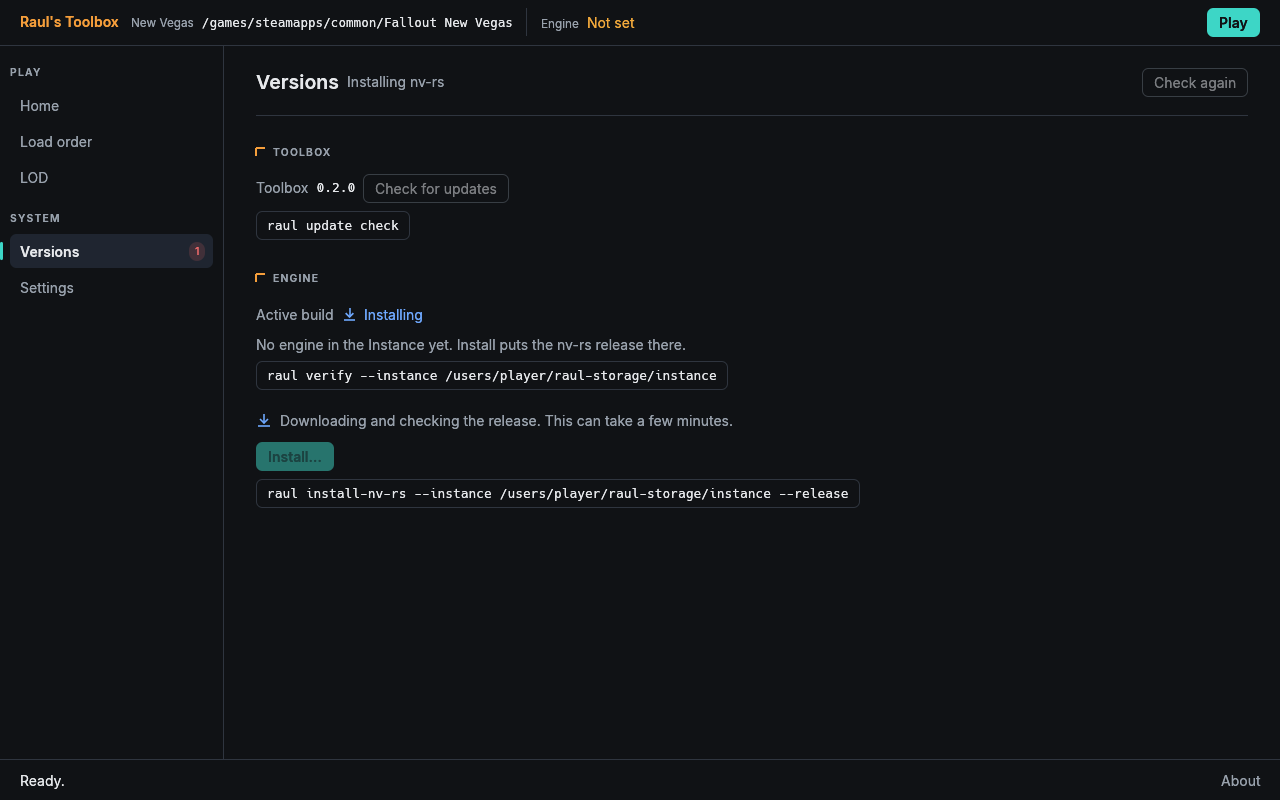 Raul's Toolbox New Vegas /games/steamapps/common/Fallout New Vegas Engine Not set Play
PLAY
Home
Load order
LOD
SYSTEM
Versions 1
Settings
Versions Installing nv-rs Check again
TOOLBOX
Toolbox 0.2.0 Check for updates
raul update check
ENGINE
Active build Installing
No engine in the Instance yet. Install puts the nv-rs release there.
raul verify --instance /users/player/raul-storage/instance
Downloading and checking the release. This can take a few minutes.
Install...
raul install-nv-rs --instance /users/player/raul-storage/instance --release
Ready. About